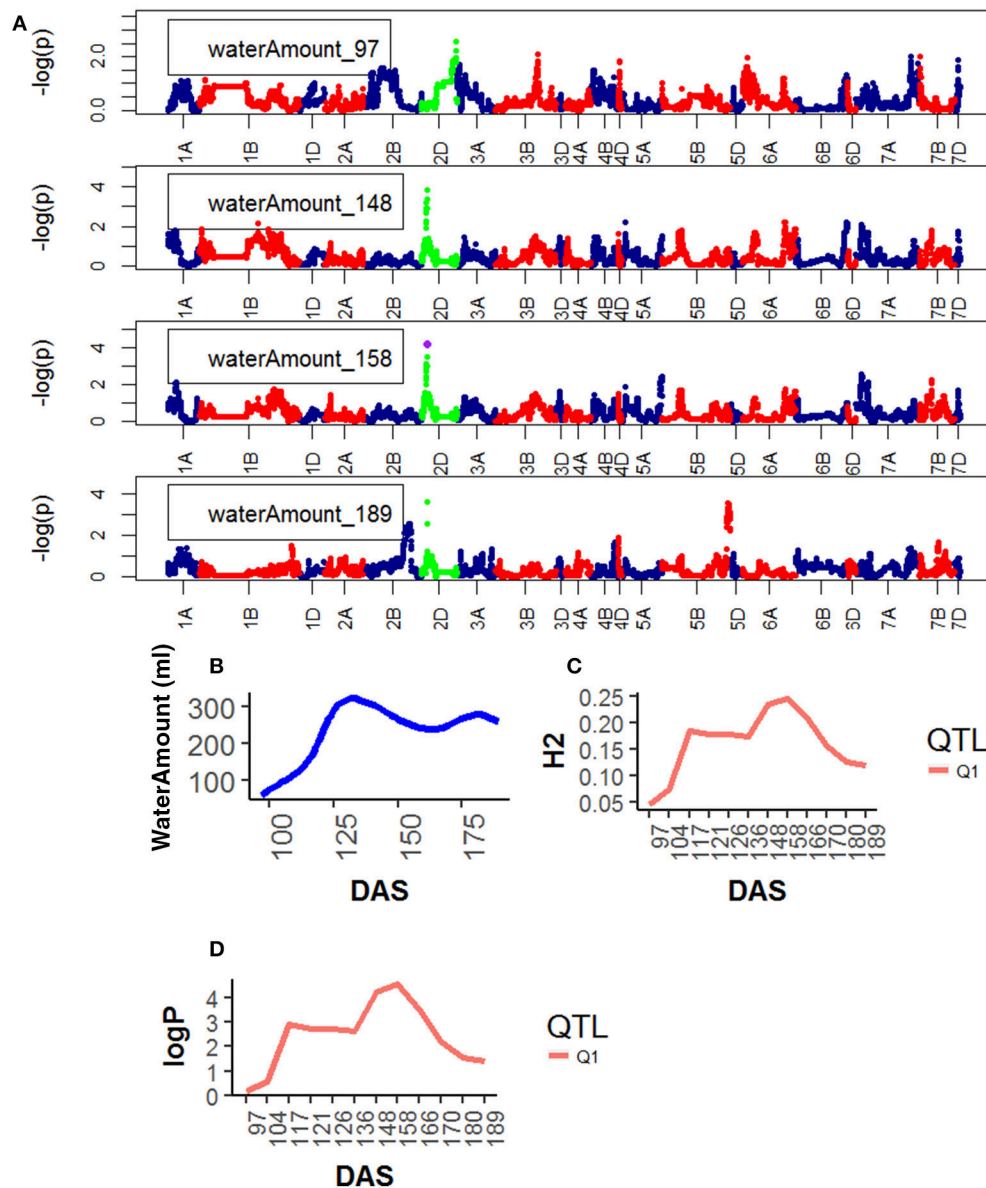 A
-log(p)
2.0
0.0
waterAmount_97
1A 1B 1D 2A 2B 2D 3A 3B 3D 4A 4B 4D 5A 5B 5D 6A 6B 6D 7A 7B 7D
-log(p)
4
2
0
waterAmount_148
1A 1B 1D 2A 2B 2D 3A 3B 3D 4A 4B 4D 5A 5B 5D 6A 6B 6D 7A 7B 7D
-log(p)
4
2
0
waterAmount_158
1A 1B 1D 2A 2B 2D 3A 3B 3D 4A 4B 4D 5A 5B 5D 6A 6B 6D 7A 7B 7D
-log(p)
4
2
0
waterAmount_189
1A 1B 1D 2A 2B 2D 3A 3B 3D 4A 4B 4D 5A 5B 5D 6A 6B 6D 7A 7B 7D
B
WaterAmount (ml)
300
200
100
100 125 150 175
DAS
C
H2
0.25
0.20
0.15
0.10
0.05
97 104 117 121 126 136 148 158 166 170 180 189
DAS
QTL
Q1
D
logP
4
3
2
1
0
97 104 117 121 126 136 148 158 166 170 180 189
DAS
QTL
Q1